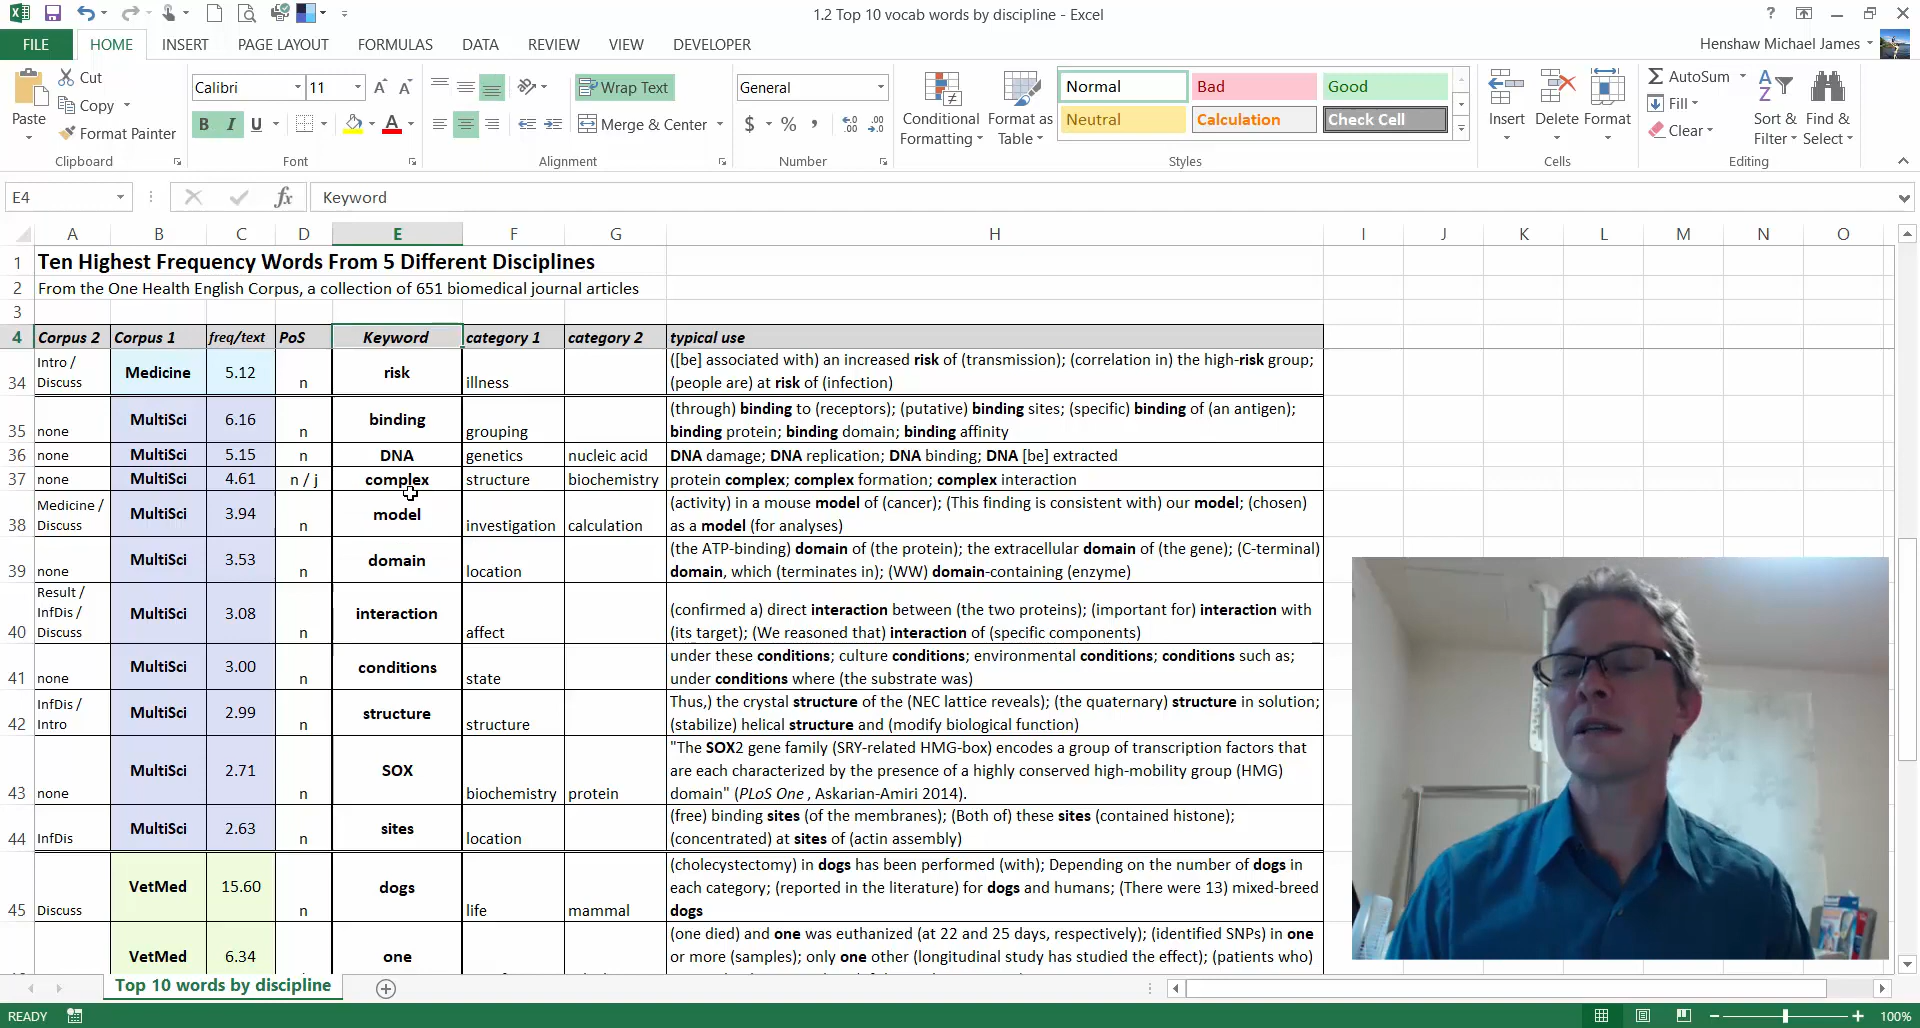 1.2 Top 10 vocab words by discipline - Excel
FILE HOME INSERT PAGE LAYOUT FORMULAS DATA REVIEW VIEW DEVELOPER Henshaw Michael James
Paste
Cut
Copy
Format Painter
Calibri 11
B I U
Wrap Text
Merge & Center
General
$ %
Conditional Formatting
Format as Table
Normal Bad Good
Neutral Calculation Check Cell
Insert Delete Format
AutoSum
Fill
Clear
Sort & Filter
Find & Select
Clipboard Font Alignment Number Styles Cells Editing
E4 fx Keyword
A B C D E F G H I J K L M N O
1 Ten Highest Frequency Words From 5 Different Disciplines
2 From the One Health English Corpus, a collection of 651 biomedical journal articles
3
4 Corpus 2 Corpus 1 freq/text PoS Keyword category 1 category 2 typical use
34 Intro / Discuss Medicine 5.12 n risk illness ([be] associated with) an increased risk of (transmission); (correlation in) the high-risk group;
(people are) at risk of (infection)
35 none MultiSci 6.16 n binding grouping (through) binding to (receptors); (putative) binding sites; (specific) binding of (an antigen);
binding protein; binding domain; binding affinity
36 none MultiSci 5.15 n DNA genetics nucleic acid DNA damage; DNA replication; DNA binding; DNA [be] extracted
37 none MultiSci 4.61 n / j complex structure biochemistry protein complex; complex formation; complex interaction
38 Medicine / Discuss MultiSci 3.94 n model investigation calculation (activity) in a mouse model of (cancer); (This finding is consistent with) our model; (chosen)
as a model (for analyses)
39 none MultiSci 3.53 n domain location (the ATP-binding) domain of (the protein); the extracellular domain of (the gene); (C-terminal)
domain, which (terminates in); (WW) domain-containing (enzyme)
40 Result / InfDis / Discuss MultiSci 3.08 n interaction affect (confirmed a) direct interaction between (the two proteins); (important for) interaction with
(its target); (We reasoned that) interaction of (specific components)
41 none MultiSci 3.00 n conditions state under these conditions; culture conditions; environmental conditions; conditions such as;
under conditions where (the substrate was)
42 InfDis / Intro MultiSci 2.99 n structure structure Thus,) the crystal structure of the (NEC lattice reveals); (the quaternary) structure in solution;
(stabilize) helical structure and (modify biological function)
43 none MultiSci 2.71 n SOX biochemistry protein "The SOX2 gene family (SRY-related HMG-box) encodes a group of transcription factors that
are each characterized by the presence of a highly conserved high-mobility group (HMG)
domain" (PLoS One , Askarian-Amiri 2014).
44 InfDis MultiSci 2.63 n sites location (free) binding sites (of the membranes); (Both of) these sites (contained histone);
(concentrated) at sites of (actin assembly)
45 Discuss VetMed 15.60 n dogs life mammal (cholecystectomy) in dogs has been performed (with); Depending on the number of dogs in
each category; (reported in the literature) for dogs and humans; (There were 13) mixed-breed
dogs
VetMed 6.34 one (one died) and one was euthanized (at 22 and 25 days, respectively); (identified SNPs) in one
or more (samples); only one other (longitudinal study has studied the effect); (patients who)
Top 10 words by discipline
READY 100%